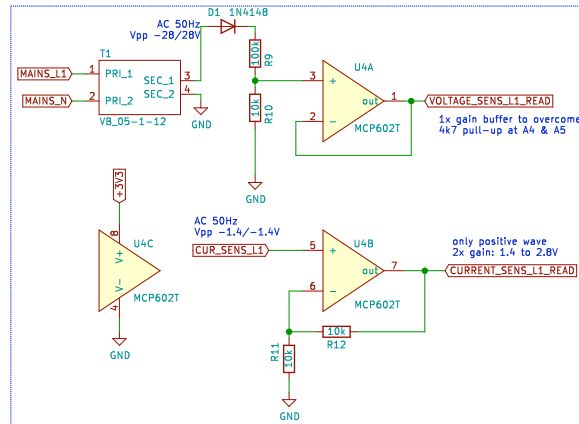 D1 1N4148
AC 50Hz
Vpp -28/28V
T1
MAINS_L1
1
PRI_1
SEC_1
3
MAINS_N
2
PRI_2
SEC_2
4
VB_05-1-12
GND
100k
R9
10k
R10
GND
U4A
3
+
2
−
out
1
MCP602T
VOLTAGE_SENS_L1_READ
1x gain buffer to overcome
4k7 pull-up at A4 & A5
+3V3
8
V+
U4C
V-
MCP602T
4
GND
AC 50Hz
Vpp -1.4/-1.4V
CUR_SENS_L1
5
+
6
−
U4B
out
7
MCP602T
only positive wave
2x gain: 1.4 to 2.8V
CURRENT_SENS_L1_READ
10k
R12
R11
10k
GND